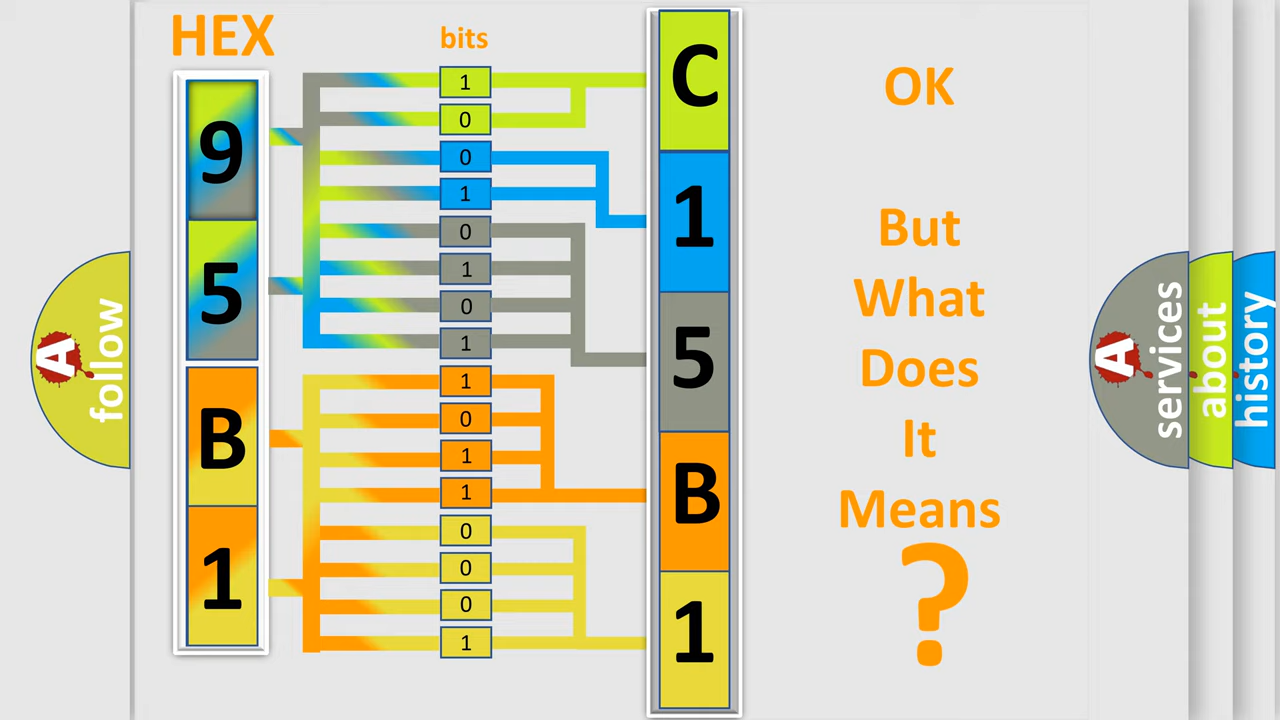 HEX
bits
9
5
B
1
1
0
0
1
0
1
0
1
1
0
1
1
0
0
0
1
C
1
5
B
1
OK
But
What
Does
It
Means
?
A
follow
A
services
about
history